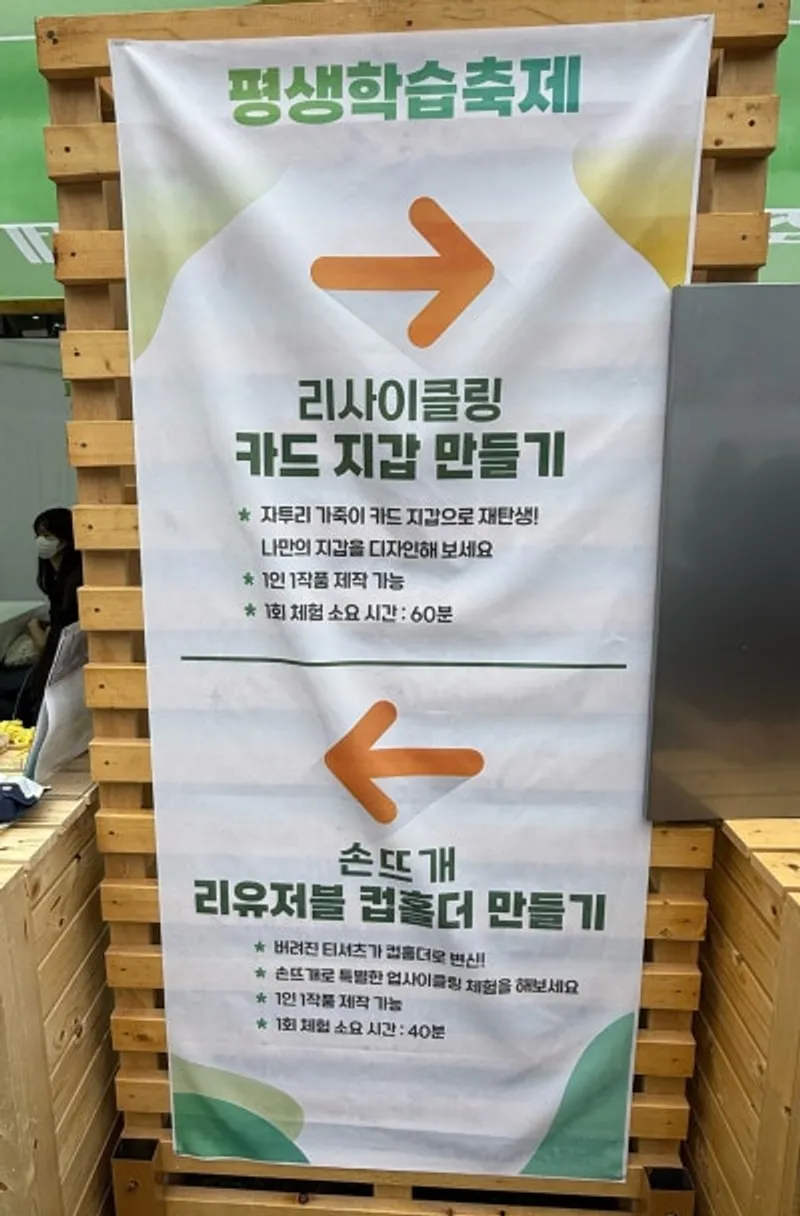 평생학습축제
리사이클링
카드 지갑 만들기
* 자투리 가죽이 카드 지갑으로 재탄생!
나만의 지갑을 디자인해 보세요
* 1인 1작품 제작 가능
* 1회 체험 소요 시간 : 60분
손뜨개
리유저블 컵홀더 만들기
* 버려진 티셔츠가 컵홀더로 변신!
* 손뜨개로 특별한 업사이클링 체험을 해보세요
* 1인 1작품 제작 가능
* 1회 체험 소요 시간 : 40분